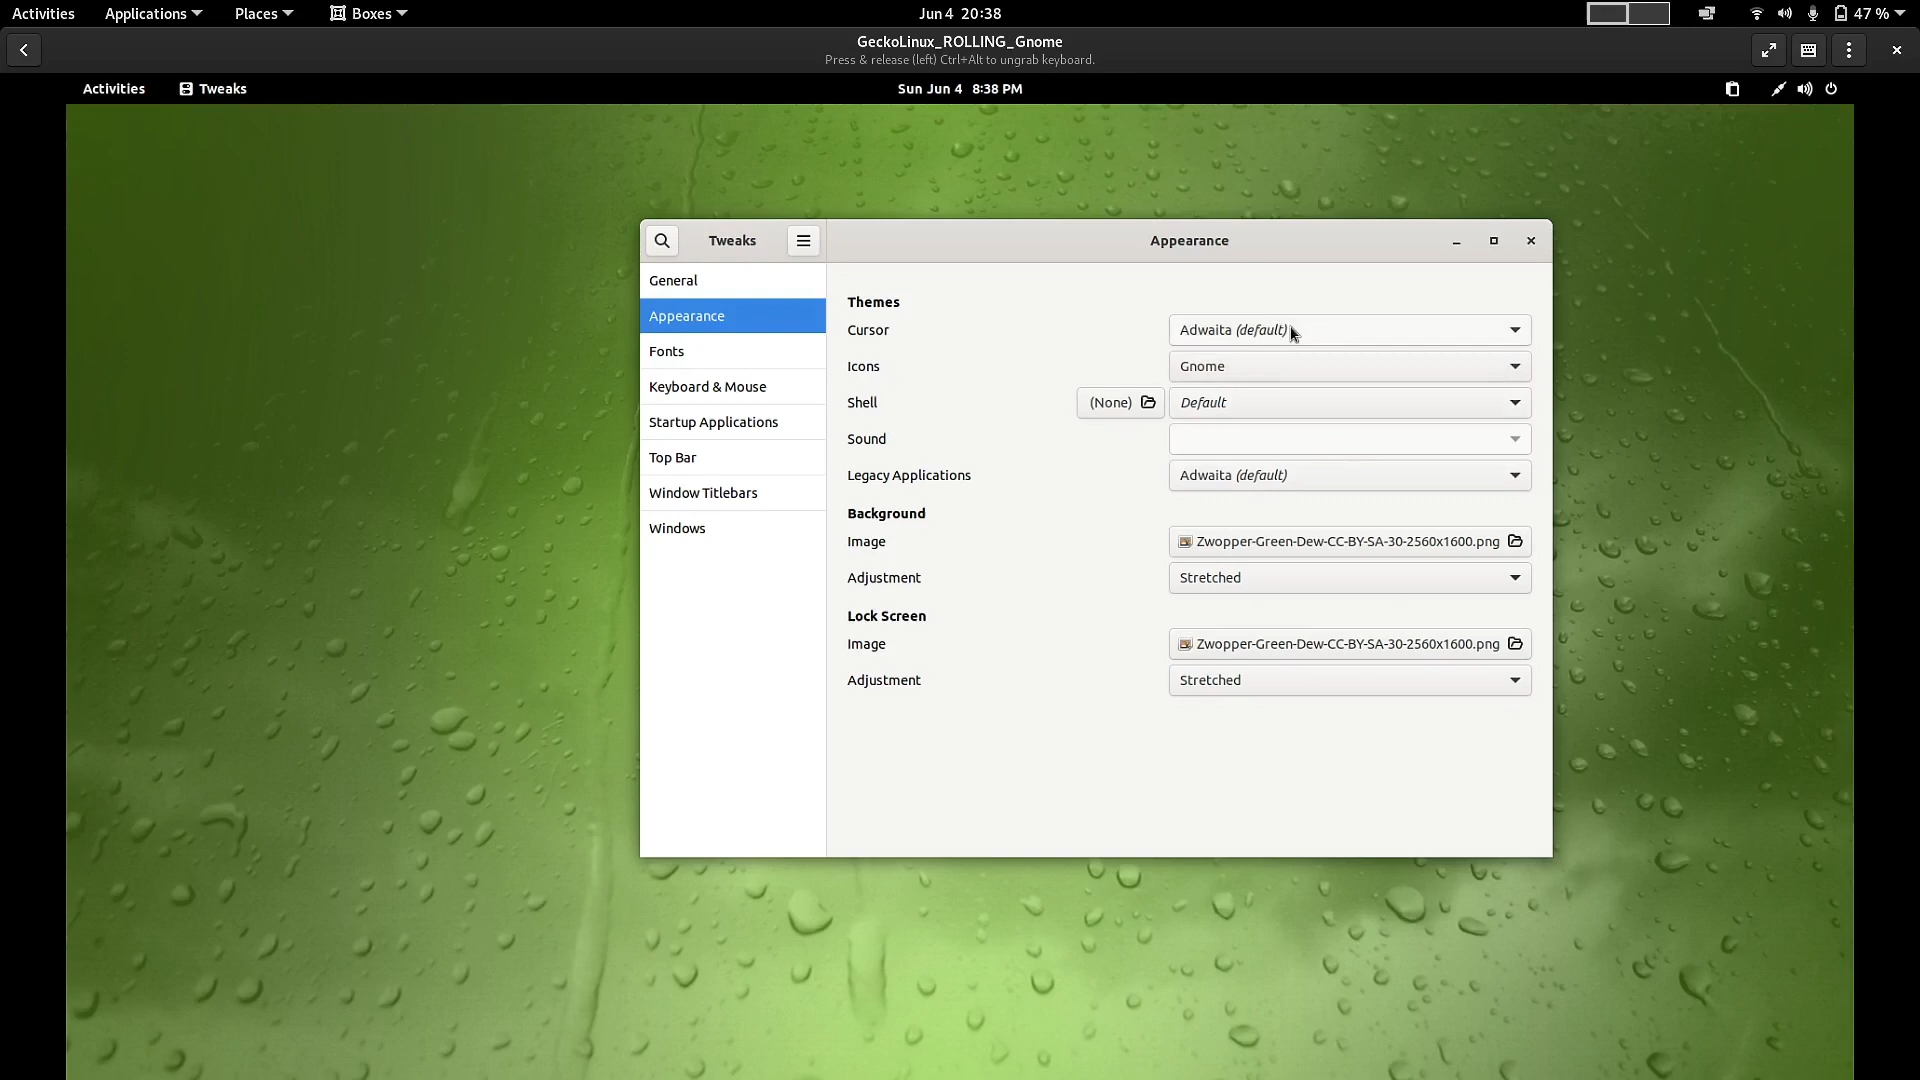 Activities Applications Places Boxes Jun 4 20:38 47 %
GeckoLinux_ROLLING_Gnome
Press & release (left) Ctrl+Alt to ungrab keyboard.
Activities Tweaks Sun Jun 4 8:38 PM
Tweaks Appearance
General
Appearance
Fonts
Keyboard & Mouse
Startup Applications
Top Bar
Window Titlebars
Windows
Themes
Cursor Adwaita (default)
Icons Gnome
Shell (None) Default
Sound
Legacy Applications Adwaita (default)
Background
Image Zwopper-Green-Dew-CC-BY-SA-30-2560x1600.png
Adjustment Stretched
Lock Screen
Image Zwopper-Green-Dew-CC-BY-SA-30-2560x1600.png
Adjustment Stretched